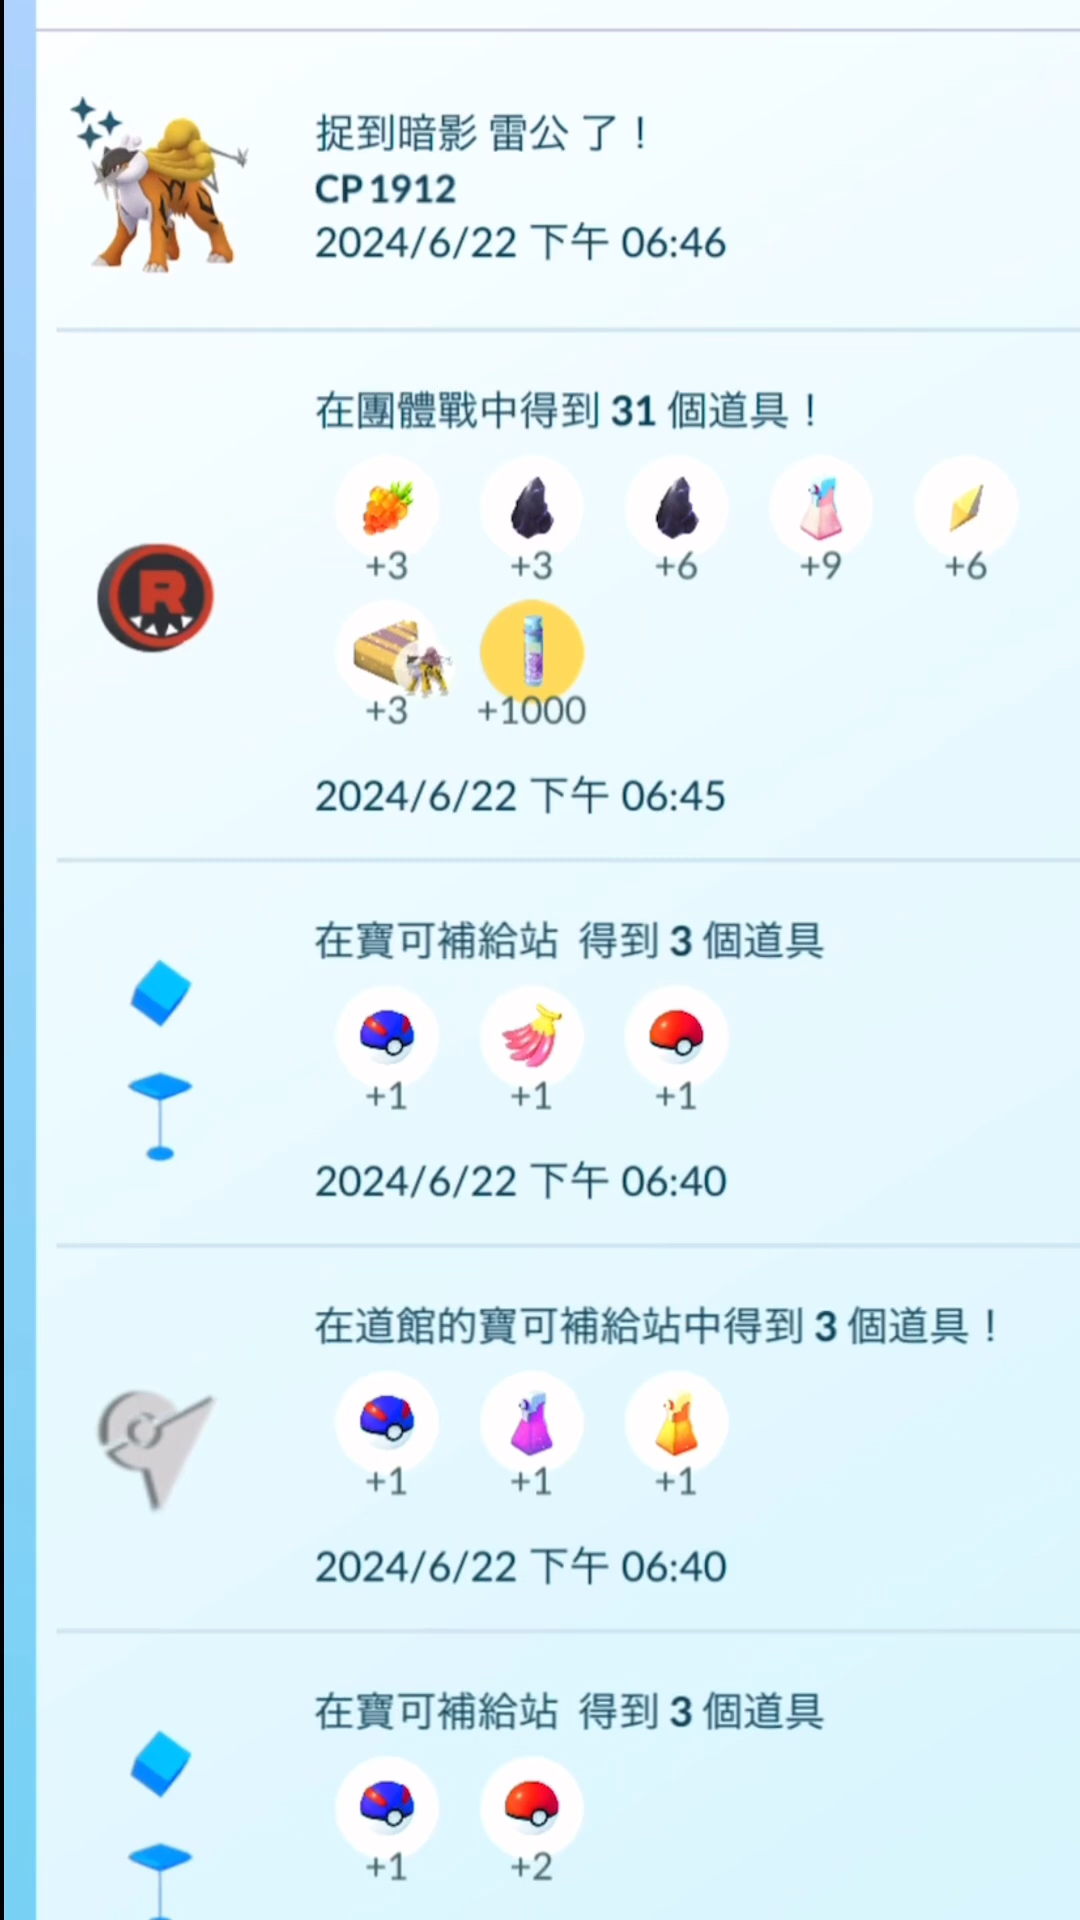 捉到暗影 雷公 了！
CP 1912
2024/6/22 下午 06:46
在團體戰中得到 31 個道具！
+3 +3 +6 +9 +6
+3 +1000
R
2024/6/22 下午 06:45
在寶可補給站 得到 3 個道具
+1 +1 +1
2024/6/22 下午 06:40
在道館的寶可補給站中得到 3 個道具！
+1 +1 +1
2024/6/22 下午 06:40
在寶可補給站 得到 3 個道具
+1 +2